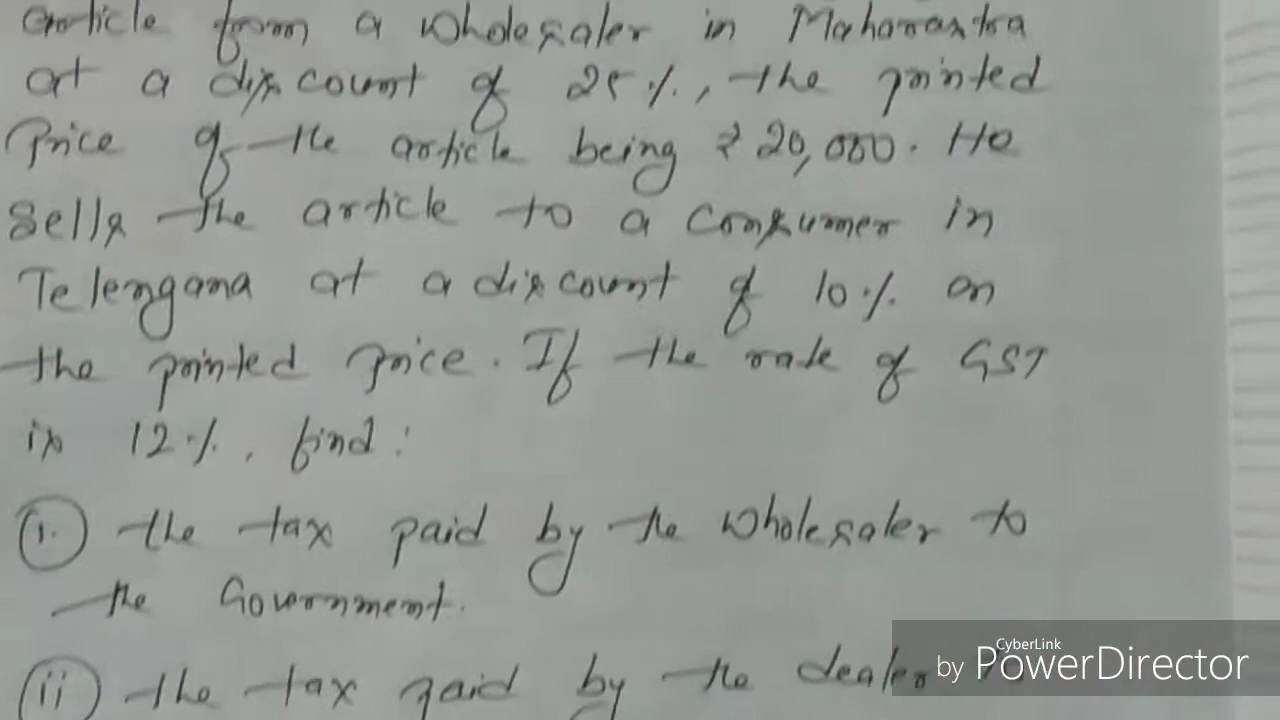 article from a wholesaler in Maharastra
at a discount of 25%, the printed
Price of the article being ₹ 20,000. He
Sells the article to a Consumer in
Telengana at a discount of 10% on
the printed price. If the rate of GST
is 12%, find:
(i.) the tax paid by the wholesaler to
the Government.
(ii) the tax paid by the dealer
CyberLink
by PowerDirector